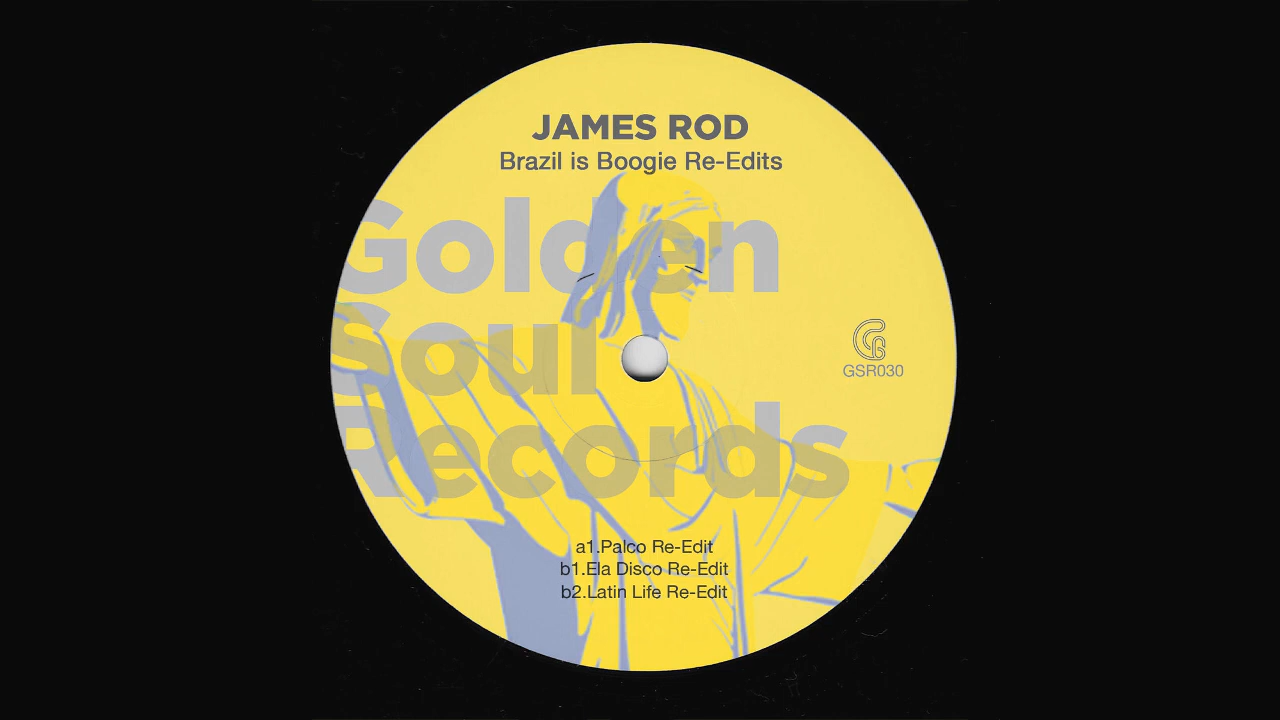 JAMES ROD
Brazil is Boogie Re-Edits
Golden
Soul
Records
GSR030
a1.Palco Re-Edit
b1.Ela Disco Re-Edit
b2.Latin Life Re-Edit